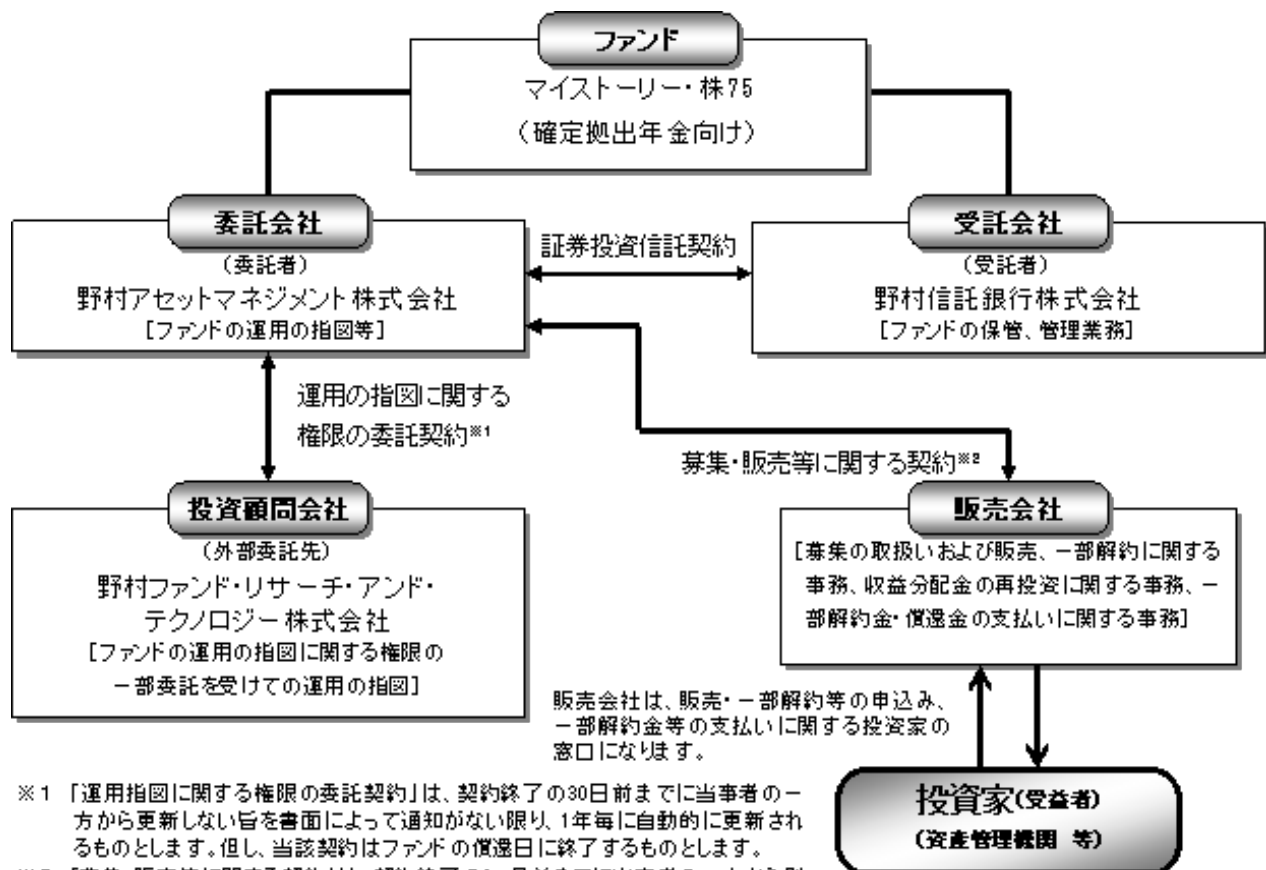 ファンド
マイストーリー・株75
（確定拠出年金向け）
委託会社
（委託者）
野村アセットマネジメント株式会社
［ファンドの運用の指図等］
証券投資信託契約
受託会社
（受託者）
野村信託銀行株式会社
［ファンドの保管、管理業務］
運用の指図に関する
権限の委託契約※1
募集・販売等に関する契約※2
投資顧問会社
（外部委託先）
野村ファンド・リサーチ・アンド・
テクノロジー株式会社
［ファンドの運用の指図に関する権限の
一部委託を受けての運用の指図］
販売会社
［募集の取扱いおよび販売、一部解約に関する
事務、収益分配金の再投資に関する事務、一
部解約金・償還金の支払いに関する事務］
販売会社は、販売・一部解約等の申込み、
一部解約金等の支払いに関する投資家の
窓口になります。
投資家(受益者)
（資産管理機関 等）
※1 「運用指図に関する権限の委託契約」は、契約終了の30日前までに当事者の一
方から更新しない旨を書面によって通知がない限り、1年毎に自動的に更新され
るものとします。但し、当該契約はファンドの償還日に終了するものとします。